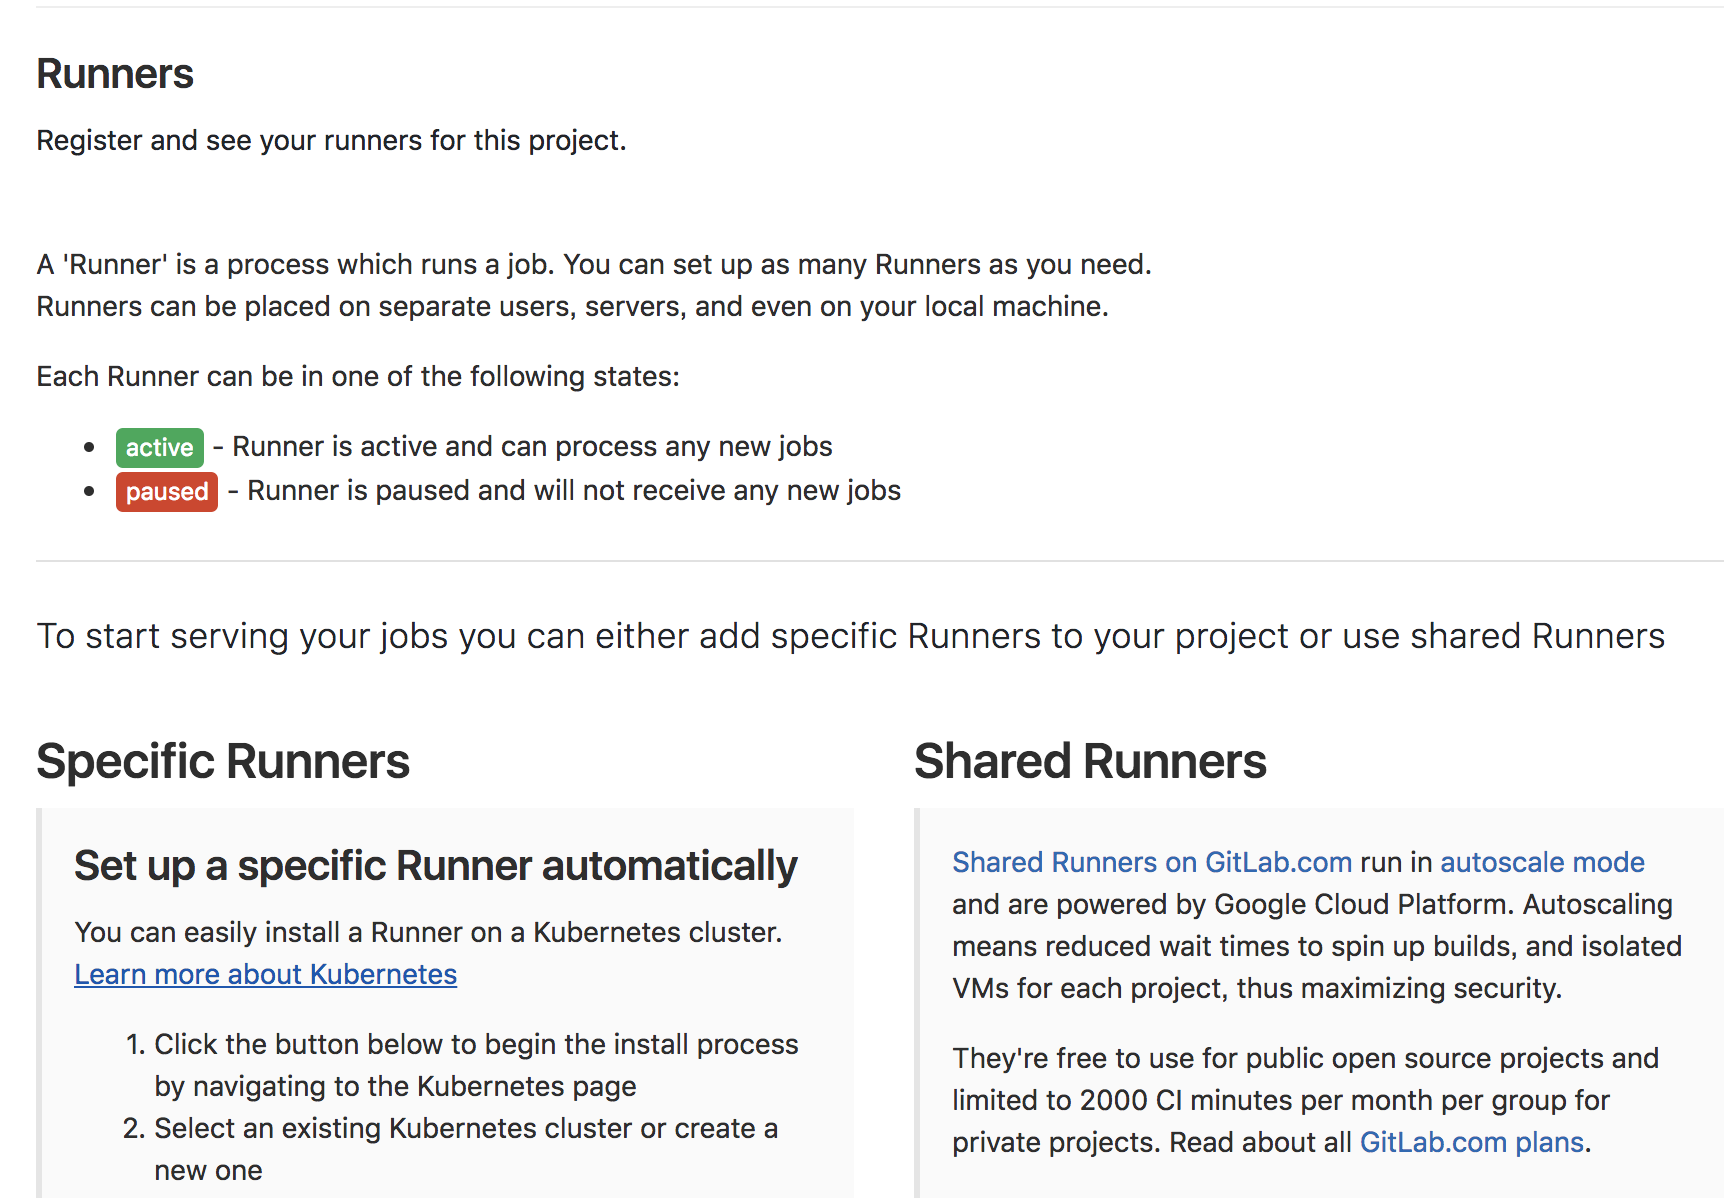 Runners
Register and see your runners for this project.
A 'Runner' is a process which runs a job. You can set up as many Runners as you need.
Runners can be placed on separate users, servers, and even on your local machine.
Each Runner can be in one of the following states:
• active - Runner is active and can process any new jobs
• paused - Runner is paused and will not receive any new jobs
To start serving your jobs you can either add specific Runners to your project or use shared Runners
Specific Runners
Set up a specific Runner automatically
You can easily install a Runner on a Kubernetes cluster.
Learn more about Kubernetes
1. Click the button below to begin the install process
by navigating to the Kubernetes page
2. Select an existing Kubernetes cluster or create a
new one
Shared Runners
Shared Runners on GitLab.com run in autoscale mode
and are powered by Google Cloud Platform. Autoscaling
means reduced wait times to spin up builds, and isolated
VMs for each project, thus maximizing security.
They're free to use for public open source projects and
limited to 2000 CI minutes per month per group for
private projects. Read about all GitLab.com plans.